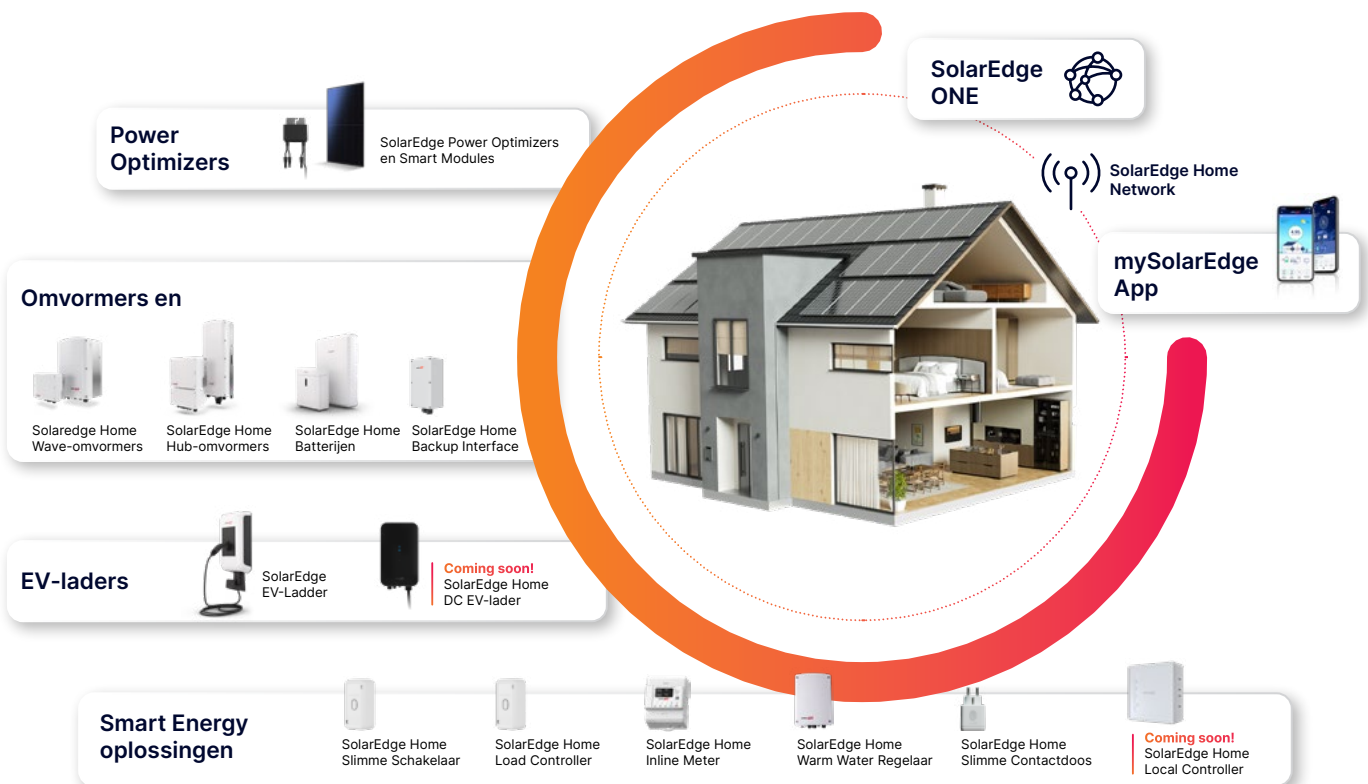 SolarEdge
ONE
Power
Optimizers
SolarEdge Power Optimizers
en Smart Modules
SolarEdge Home
Network
mySolarEdge
App
Omvormers en
Solaredge Home
Wave-omvormers
SolarEdge Home
Hub-omvormers
SolarEdge Home
Batterijen
SolarEdge Home
Backup Interface
EV-laders
SolarEdge
EV-Ladder
Coming soon!
SolarEdge Home
DC EV-lader
Smart Energy
oplossingen
SolarEdge Home
Slimme Schakelaar
SolarEdge Home
Load Controller
SolarEdge Home
Inline Meter
SolarEdge Home
Warm Water Regelaar
SolarEdge Home
Slimme Contactdoos
Coming soon!
SolarEdge Home
Local Controller